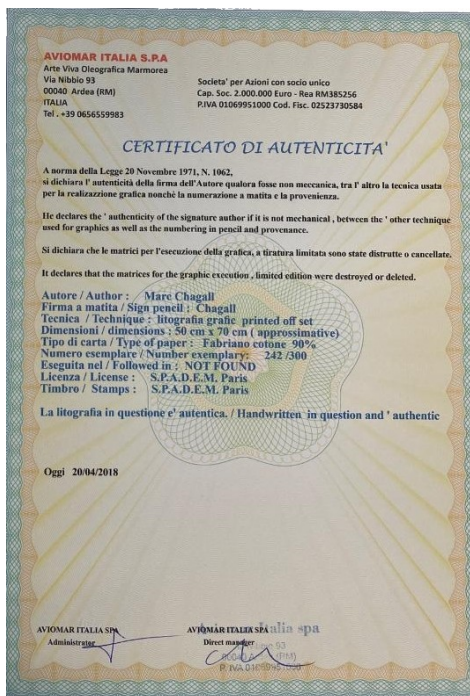 AVIOMAR ITALIA S.P.A
Arte Viva Oleografica Marmorea
Via Nibbio 93
00040 Ardea (RM)
ITALIA
Tel . +39 0656559983
Societa' per Azioni con socio unico
Cap. Soc. 2.000.000 Euro - Rea RM385256
P.IVA 01069951000 Cod. Fisc. 02523730584
CERTIFICATO DI AUTENTICITA'
A norma della Legge 20 Novembre 1971, N. 1062,
si dichiara l' autenticità della firma dell'Autore qualora fosse non meccanica, tra l' altro la tecnica usata
per la realizazzione grafica nonchè la numerazione a matita e la provenienza.
He declares the ' authenticity of the signature author if it is not mechanical , between the ' other technique
used for graphics as well as the numbering in pencil and provenance.
Si dichiara che le matrici per l'esecuzione della grafica, a tiratura limitata sono state distrutte o cancellate.
It declares that the matrices for the graphic execution , limited edition were destroyed or deleted.
Autore / Author : Marc Chagall
Firma a matita / Sign pencil : Chagall
Tecnica / Technique : litografia grafic printed off set
Dimensioni / dimensions : 50 cm x 70 cm ( approssimative)
Tipo di carta / Type of paper : Fabriano cotone 90%
Numero esemplare / Number exemplary: 242 /300
Eseguita nel / Followed in : NOT FOUND
Licenza / License : S.P.A.D.E.M. Paris
Timbro / Stamps : S.P.A.D.E.M. Paris
La litografia in questione e' autentica. / Handwritten in question and ' authentic
Oggi 20/04/2018
AVIOMAR ITALIA SPA
Administrator
AVIOMAR ITALIA SPA
Direct manager
Italia spa
93
(RM)
P. IVA 01069951000